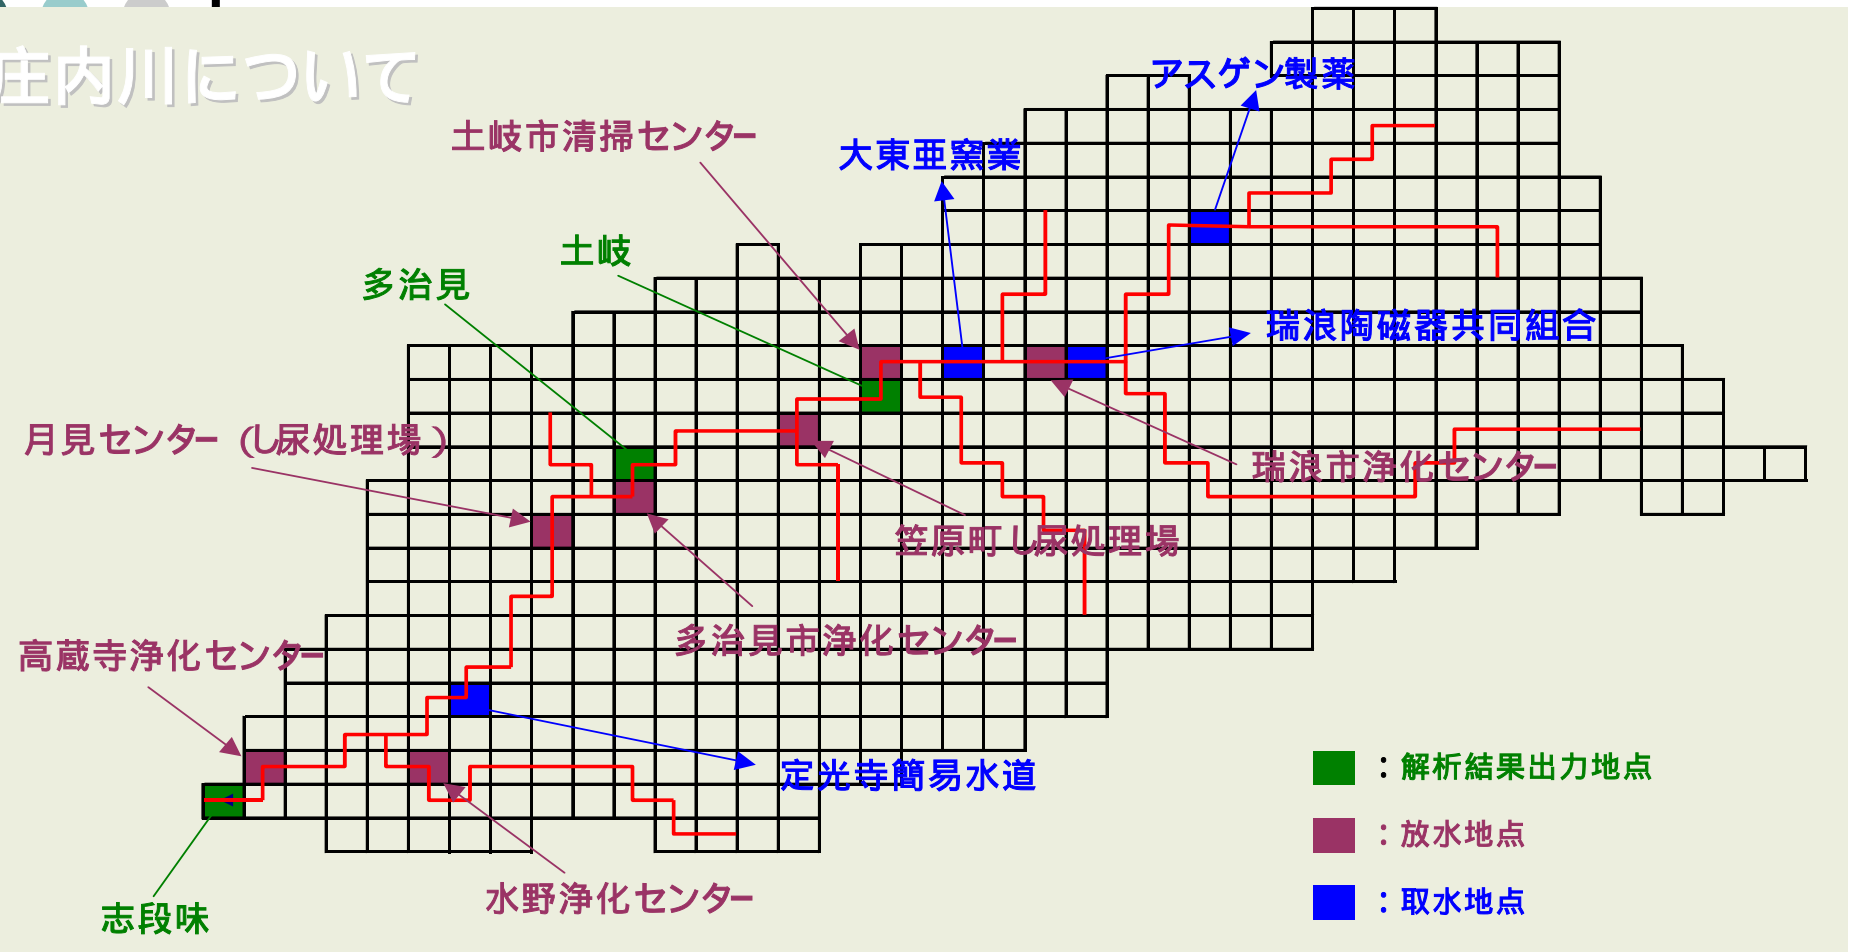 庄内川について
アスゲン製薬
土岐市清掃センター
大東亜窯業
土岐
多治見
瑞浪陶磁器共同組合
月見センター（し尿処理場）
瑞浪市浄化センター
笠原町し尿処理場
多治見市浄化センター
高蔵寺浄化センター
定光寺簡易水道
：解析結果出力地点
：放水地点
：取水地点
水野浄化センター
志段味